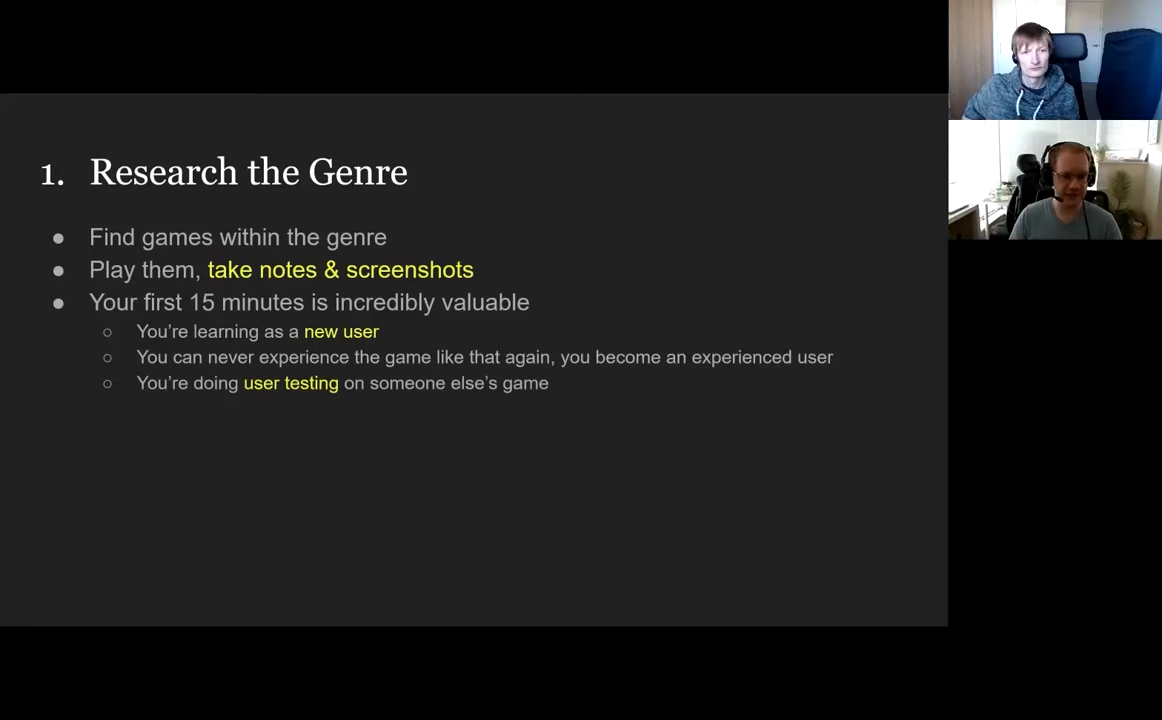 1. Research the Genre
● Find games within the genre
● Play them, take notes & screenshots
● Your first 15 minutes is incredibly valuable
○ You’re learning as a new user
○ You can never experience the game like that again, you become an experienced user
○ You’re doing user testing on someone else’s game